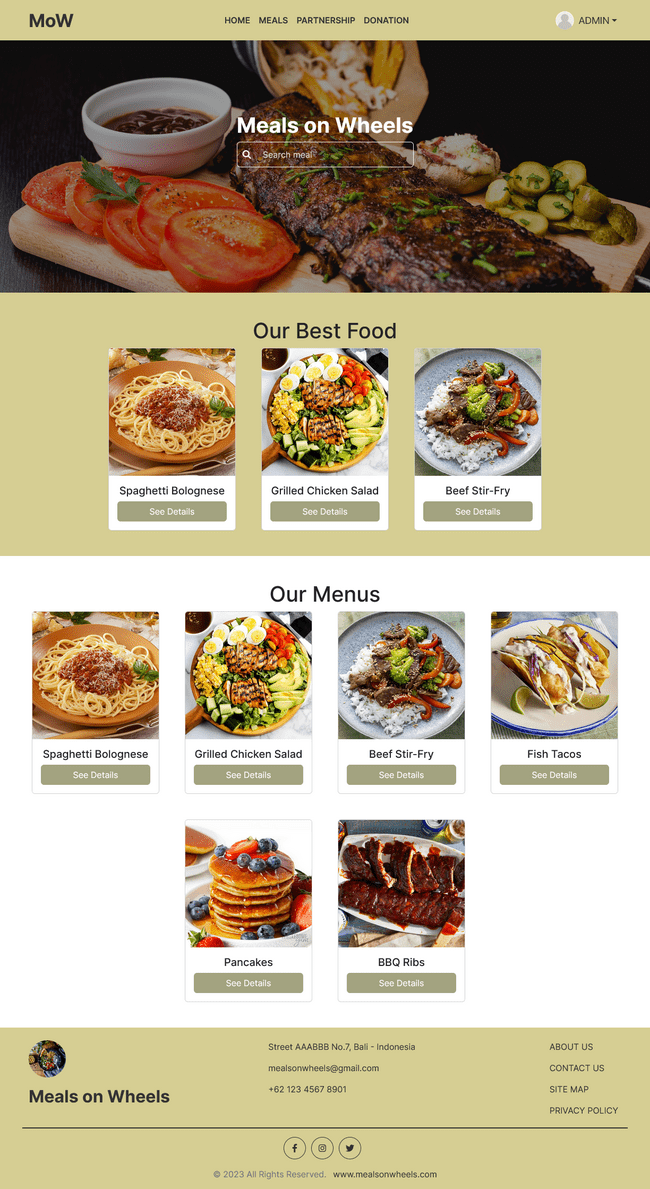 MoW
HOME MEALS PARTNERSHIP DONATION
ADMIN
Meals on Wheels
Search meal
Our Best Food
Spaghetti Bolognese
See Details
Grilled Chicken Salad
See Details
Beef Stir-Fry
See Details
Our Menus
Spaghetti Bolognese
See Details
Grilled Chicken Salad
See Details
Beef Stir-Fry
See Details
Fish Tacos
See Details
Pancakes
See Details
BBQ Ribs
See Details
Meals on Wheels
Street AAABBB No.7, Bali - Indonesia
mealsonwheels@gmail.com
+62 123 4567 8901
ABOUT US
CONTACT US
SITE MAP
PRIVACY POLICY
© 2023 All Rights Reserved. www.mealsonwheels.com